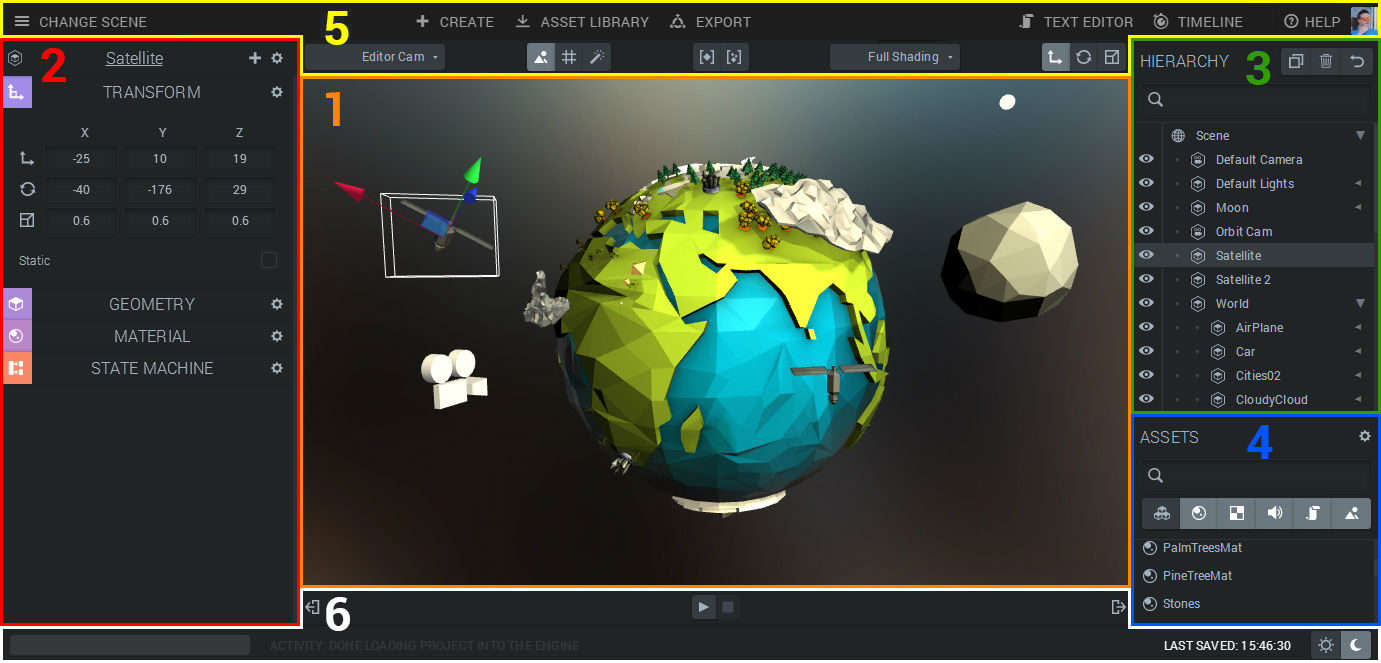 CHANGE SCENE
5
CREATE
ASSET LIBRARY
EXPORT
TEXT EDITOR
TIMELINE
HELP
2
Satellite
TRANSFORM
X Y Z
-25 10 19
-40 -176 29
0.6 0.6 0.6
Static
GEOMETRY
MATERIAL
STATE MACHINE
Editor Cam
Full Shading
1
HIERARCHY
3
Scene
Default Camera
Default Lights
Moon
Orbit Cam
Satellite
Satellite 2
World
AirPlane
Car
Cities02
CloudyCloud
ASSETS
4
PalmTreesMat
PineTreeMat
Stones
6
ACTIVITY: DONE LOADING PROJECT INTO THE ENGINE
LAST SAVED: 15:46:30